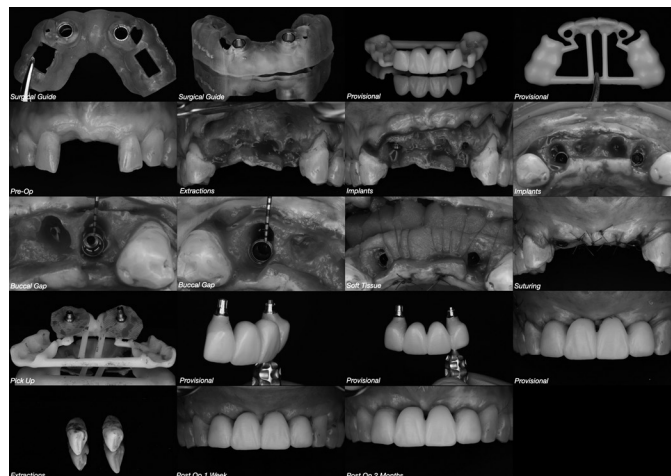 Surgical Guide
Surgical Guide
Provisional
Provisional
Pre-Op
Extractions
Implants
Implants
Buccal Gap
Buccal Gap
Soft Tissue
Suturing
Pick Up
Provisional
Provisional
Provisional
Extractions
Post Op 1 Week
Post Op 2 Months